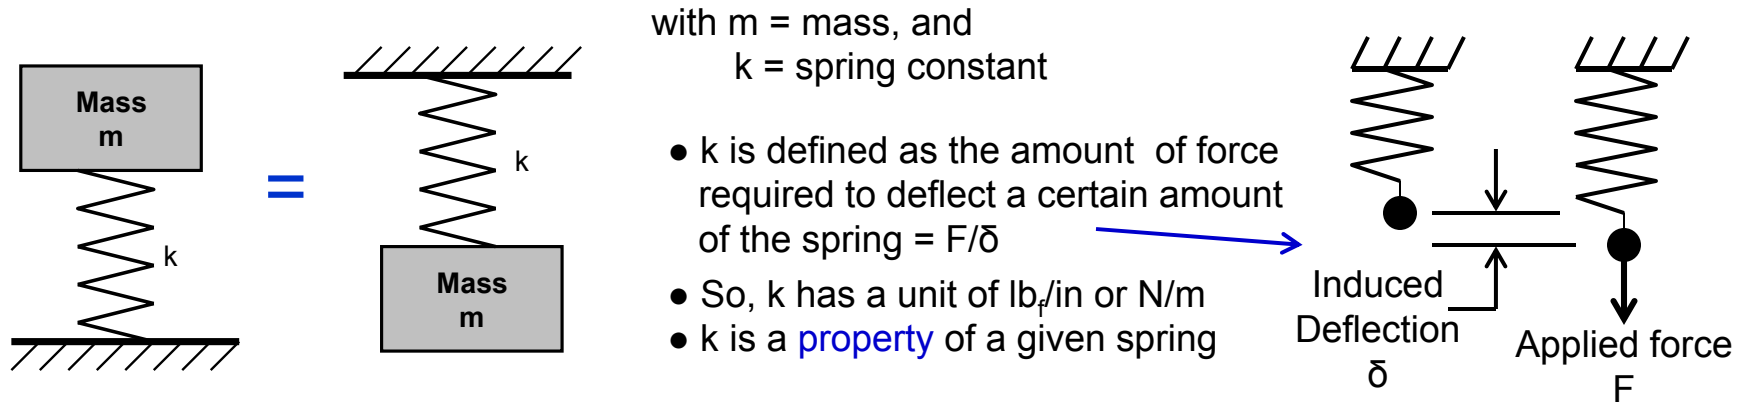 Mass
m
k
=
k
Mass
m
with m = mass, and
k = spring constant
● k is defined as the amount of force
required to deflect a certain amount
of the spring = F/δ
● So, k has a unit of lbf/in or N/m
● k is a property of a given spring
Induced
Deflection
δ
Applied force
F